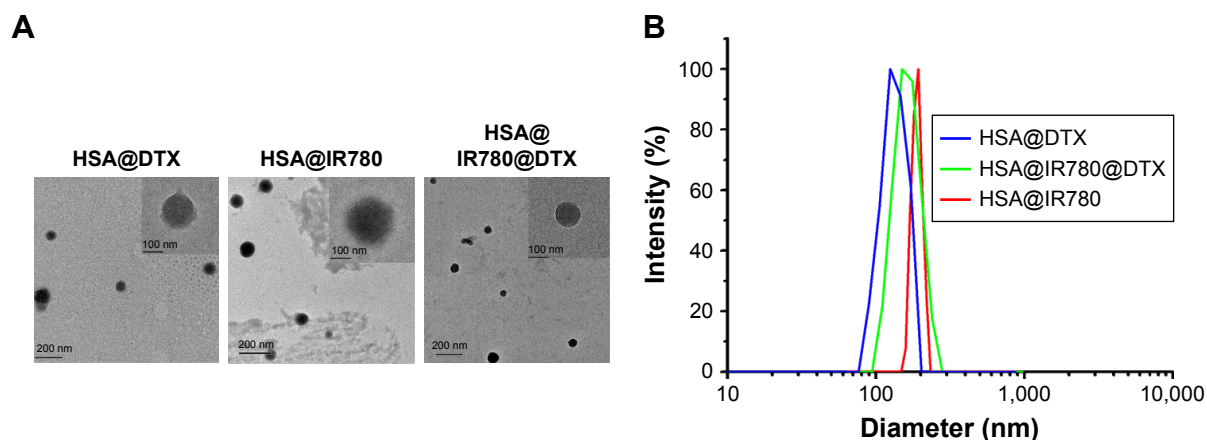 A
HSA@DTX
HSA@IR780
HSA@
IR780@DTX
100 nm
200 nm
100 nm
200 nm
100 nm
200 nm
B
Intensity (%)
100
80
60
40
20
0
10
100
1,000
10,000
Diameter (nm)
HSA@DTX
HSA@IR780@DTX
HSA@IR780